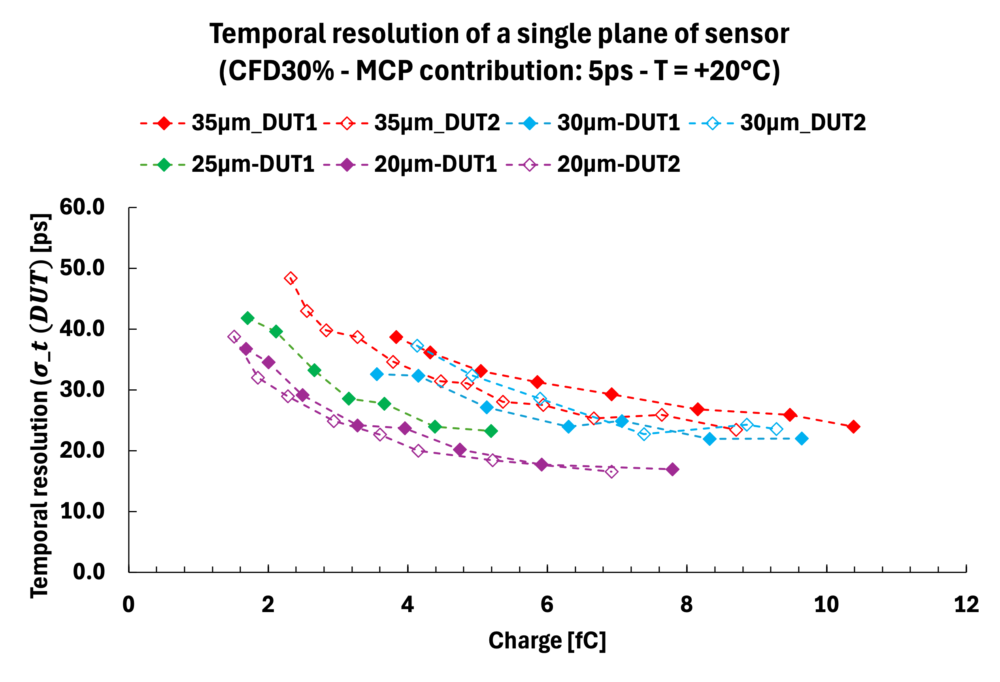 Temporal resolution of a single plane of sensor
(CFD30% - MCP contribution: 5ps - T = +20°C)
35µm_DUT1 35µm_DUT2 30µm-DUT1 30µm_DUT2
25µm-DUT1 20µm-DUT1 20µm-DUT2
Temporal resolution (σ_t (DUT) [ps]
60.0
50.0
40.0
30.0
20.0
10.0
0.0
0 2 4 6 8 10 12
Charge [fC]